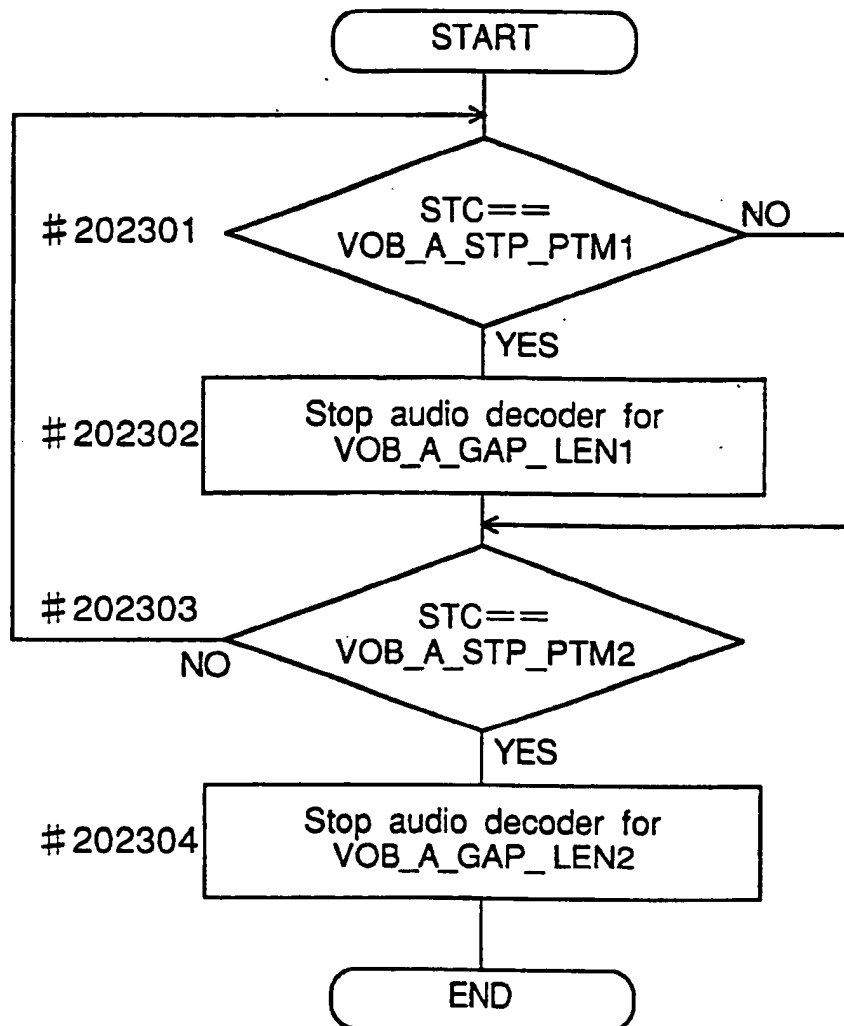 START
#202301
STC==
VOB_A_STP_PTM1
NO
YES
#202302
Stop audio decoder for
VOB_A_GAP_LEN1
#202303
STC==
VOB_A_STP_PTM2
NO
YES
#202304
Stop audio decoder for
VOB_A_GAP_LEN2
END